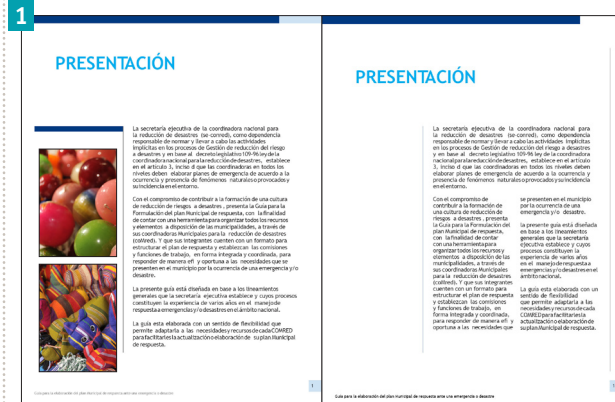 1
PRESENTACIÓN
La secretaría ejecutiva de la coordinadora nacional para
la reducción de desastres (se-conred), como dependencia
responsable de normar y llevar a cabo las actividades
implícitas en los procesos de Gestión de reducción del riesgo
a desastres y en base al decreto legislativo 109-96 ley de la
coordinadora nacional para la reducción de desastres, establece
en el artículo 3, inciso d que las coordinadoras en todos los
niveles deben elaborar planes de emergencia de acuerdo a la
ocurrencia y presencia de fenómenos naturales o provocados y
su incidencia en el entorno.
Con el compromiso de contribuir a la formación de una cultura
de reducción de riesgos a desastres, presenta la Guía para la
Formulación del plan Municipal de respuesta, con la finalidad
de contar con una herramienta para organizar todos los recursos
y elementos a disposición de las municipalidades, a través de
sus coordinadoras Municipales para la reducción de desastres
(colRed). Y que sus integrantes cuenten con un formato para
estructurar el plan de respuesta y establezcan las comisiones
y funciones de trabajo, en forma integrada y coordinada, para
responder de manera efi y oportuna a las necesidades que se
presenten en el municipio por la ocurrencia de una emergencia y/o
desastre.
La presente guía está diseñada en base a los lineamientos
generales que la secretaría ejecutiva establece y cuyos procesos
constituyen la experiencia de varios años en el manejo de
respuesta a emergencias y/o desastres en el ámbito nacional.
La guía esta elaborada con un sentido de flexibilidad que
permite adaptarla a las necesidades y recursos de cada COMRED
para facilitarles la actualización o elaboración de su plan Municipal
de respuesta.
Guía para la elaboración del plan municipal de respuesta ante una emergencia o desastre
1
PRESENTACIÓN
La secretaría ejecutiva de la coordinadora nacional para
la reducción de desastres (se-conred), como dependencia
responsable de normar y llevar a cabo las actividades
implícitas en los procesos de Gestión de reducción del riesgo
a desastres y en base al decreto legislativo 109-96 ley de la coordinadora
nacional para la reducción de desastres, establece en el artículo
3, inciso d que las coordinadoras en todos los niveles deben
elaborar planes de emergencia de acuerdo a la ocurrencia y
presencia de fenómenos naturales o provocados y su incidencia
en el entorno.
Con el compromiso de
contribuir a la formación de
una cultura de reducción de
riesgos a desastres, presenta
la Guía para la Formulación del
plan Municipal de respuesta,
con la finalidad de contar
con una herramienta para
organizar todos los recursos y
elementos a disposición de las
municipalidades, a través de
sus coordinadoras Municipales
para la reducción de desastres
(colRed). Y que sus integrantes
cuenten con un formato para
estructurar el plan de respuesta
y establezcan las comisiones
y funciones de trabajo, en
forma integrada y coordinada,
para responder de manera efi y
oportuna a las necesidades que
se presenten en el municipio
por la ocurrencia de una
emergencia y/o desastre.
la presente guía está diseñada
en base a los lineamientos
generales que la secretaría
ejecutiva establece y cuyos
procesos constituyen la
experiencia de varios años
en el manejo de respuesta a
emergencias y/o desastres en el
ámbito nacional.
La guía esta elaborada con un
sentido de flexibilidad
que permite adaptarla a las
necesidades y recursos de cada
COMRED para facilitarles la
actualización o elaboración de
su plan Municipal de respuesta.
Guía para la elaboración del plan municipal de respuesta ante una emergencia o desastre
1